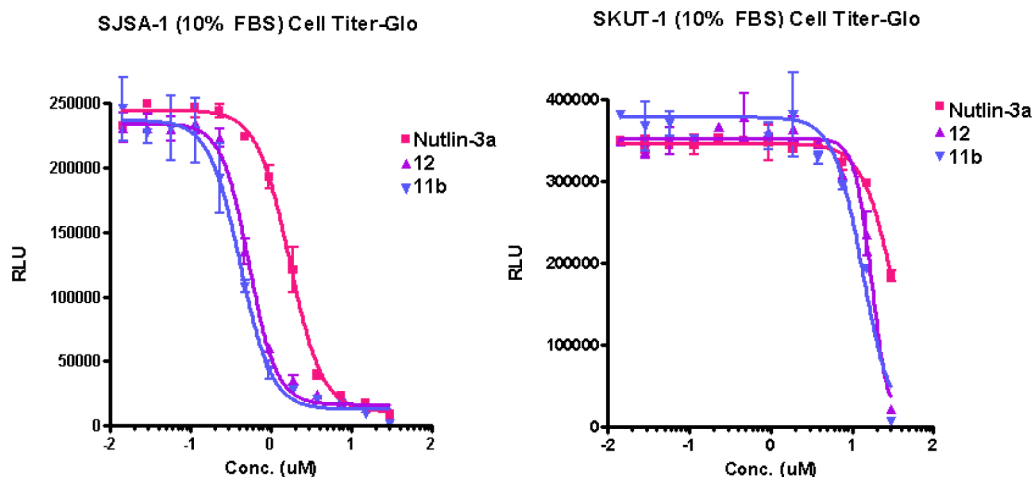 SJSA-1 (10% FBS) Cell Titer-Glo
250000
200000
150000
100000
50000
0
RLU
-2
-1
0
1
2
Conc. (uM)
Nutlin-3a
12
11b
SKUT-1 (10% FBS) Cell Titer-Glo
400000
300000
200000
100000
0
RLU
-2
-1
0
1
2
Conc. (uM)
Nutlin-3a
12
11b